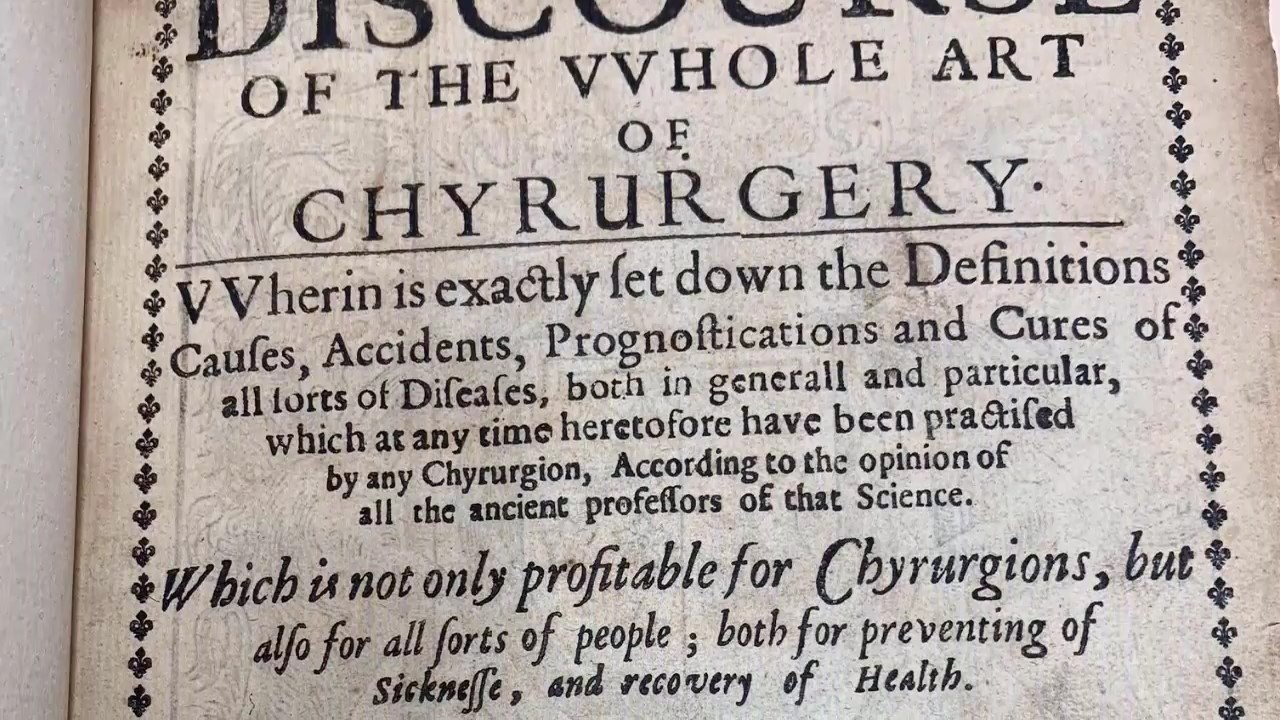 DISCOURSE
OF THE VVHOLE ART
OF
CHYRURGERY.
VVherin is exactly ſet down the Definitions
Cauſes, Accidents, Prognoſtications and Cures of
all ſorts of Diſeaſes, both in generall and particular,
which at any time heretofore have been practiſed
by any Chyrurgion, According to the opinion of
all the ancient profeſſors of that Science.
Which is not only profitable for Chyrurgions, but
alſo for all ſorts of people ; both for preventing of
Sickneſſe, and recovery of Health.